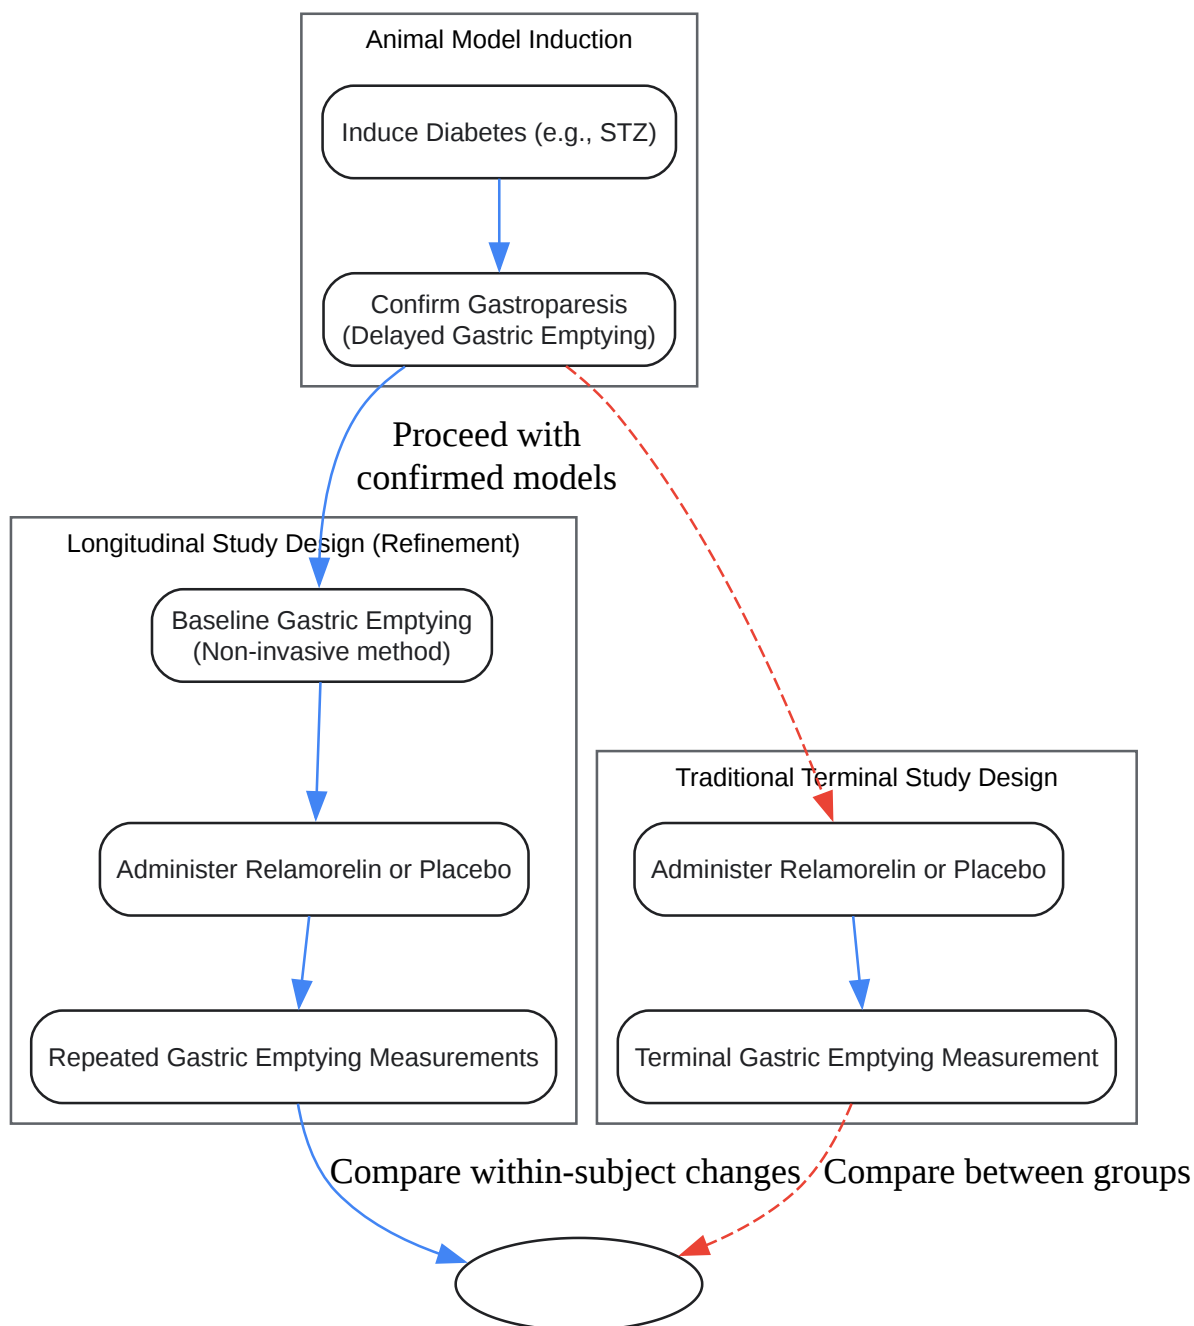 Animal Model Induction
Induce Diabetes (e.g., STZ)
Confirm Gastroparesis
(Delayed Gastric Emptying)
Proceed with
confirmed models
Longitudinal Study Design (Refinement)
Baseline Gastric Emptying
(Non-invasive method)
Administer Relamorelin or Placebo
Repeated Gastric Emptying Measurements
Traditional Terminal Study Design
Administer Relamorelin or Placebo
Terminal Gastric Emptying Measurement
Compare within-subject changes
Compare between groups